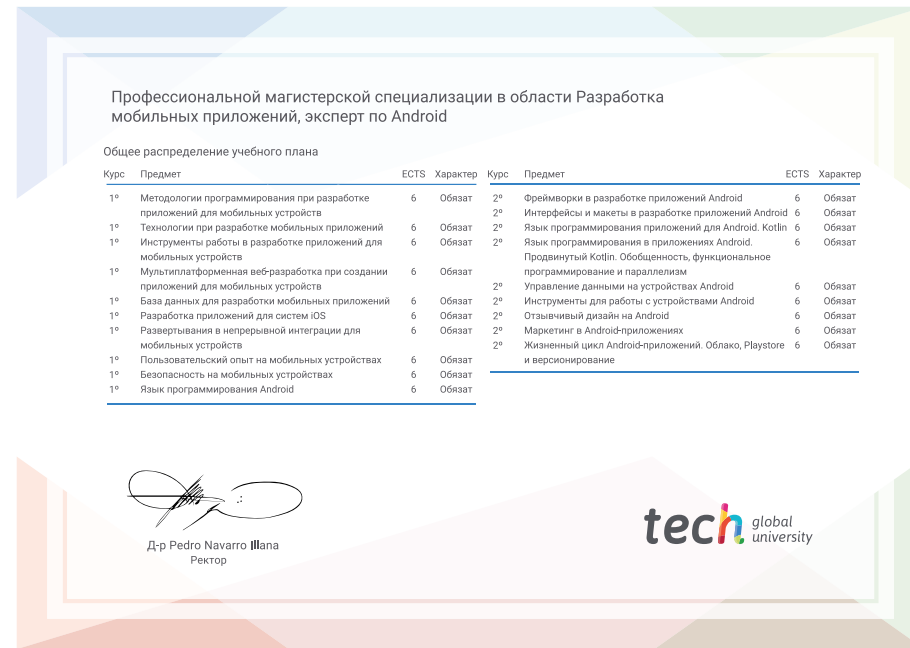 Профессиональной магистерской специализации в области Разработка
мобильных приложений, эксперт по Android
Общее распределение учебного плана
Курс Предмет ECTS Характер
1º Методологии программирования при разработке 6 Обязат
приложений для мобильных устройств
1º Технологии при разработке мобильных приложений 6 Обязат
1º Инструменты работы в разработке приложений для 6 Обязат
мобильных устройств
1º Мультиплатформенная веб-разработка при создании 6 Обязат
приложений для мобильных устройств
1º База данных для разработки мобильных приложений 6 Обязат
1º Разработка приложений для систем iOS 6 Обязат
1º Развертывания в непрерывной интеграции для 6 Обязат
мобильных устройств
1º Пользовательский опыт на мобильных устройствах 6 Обязат
1º Безопасность на мобильных устройствах 6 Обязат
1º Язык программирования Android 6 Обязат
Курс Предмет ECTS Характер
2º Фреймворки в разработке приложений Android 6 Обязат
2º Интерфейсы и макеты в разработке приложений Android 6 Обязат
2º Язык программирования приложений для Android. Kotlin 6 Обязат
2º Язык программирования в приложениях Android. 6 Обязат
Продвинутый Kotlin. Обобщенность, функциональное
программирование и параллелизм
2º Управление данными на устройствах Android 6 Обязат
2º Инструменты для работы с устройствами Android 6 Обязат
2º Отзывчивый дизайн на Android 6 Обязат
2º Маркетинг в Android-приложениях 6 Обязат
2º Жизненный цикл Android-приложений. Облако, Playstore 6 Обязат
и версионирование
Д-р Pedro Navarro Illana
Ректор
tech global
university